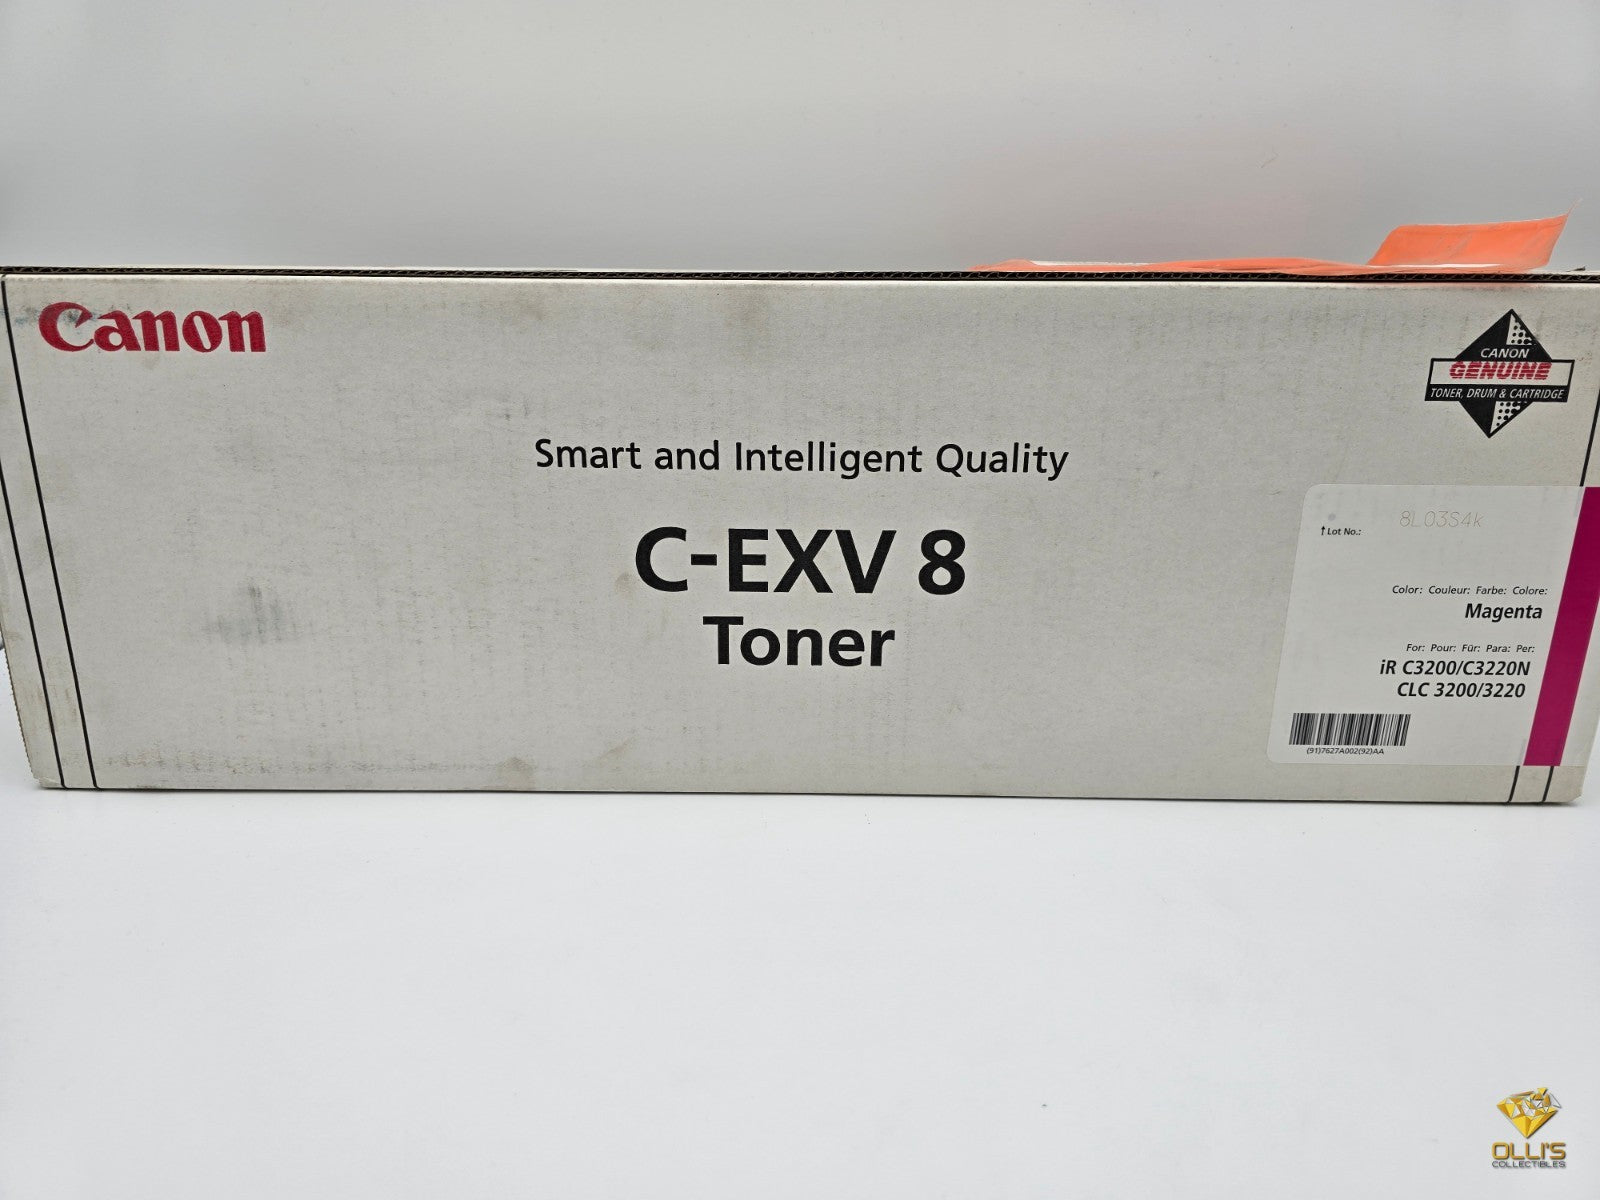 Canon
CANON
GENUINE
TONER, DRUM & CARTRIDGE
Smart and Intelligent Quality
C-EXV 8
Toner
8L03S4k
↑Lot No.:
Color: Couleur: Farbe: Colore:
Magenta
For: Pour: Für: Para: Per:
iR C3200/C3220N
CLC 3200/3220
(91)7627A002(92)AA
OLLI'S
COLLECTIBLES